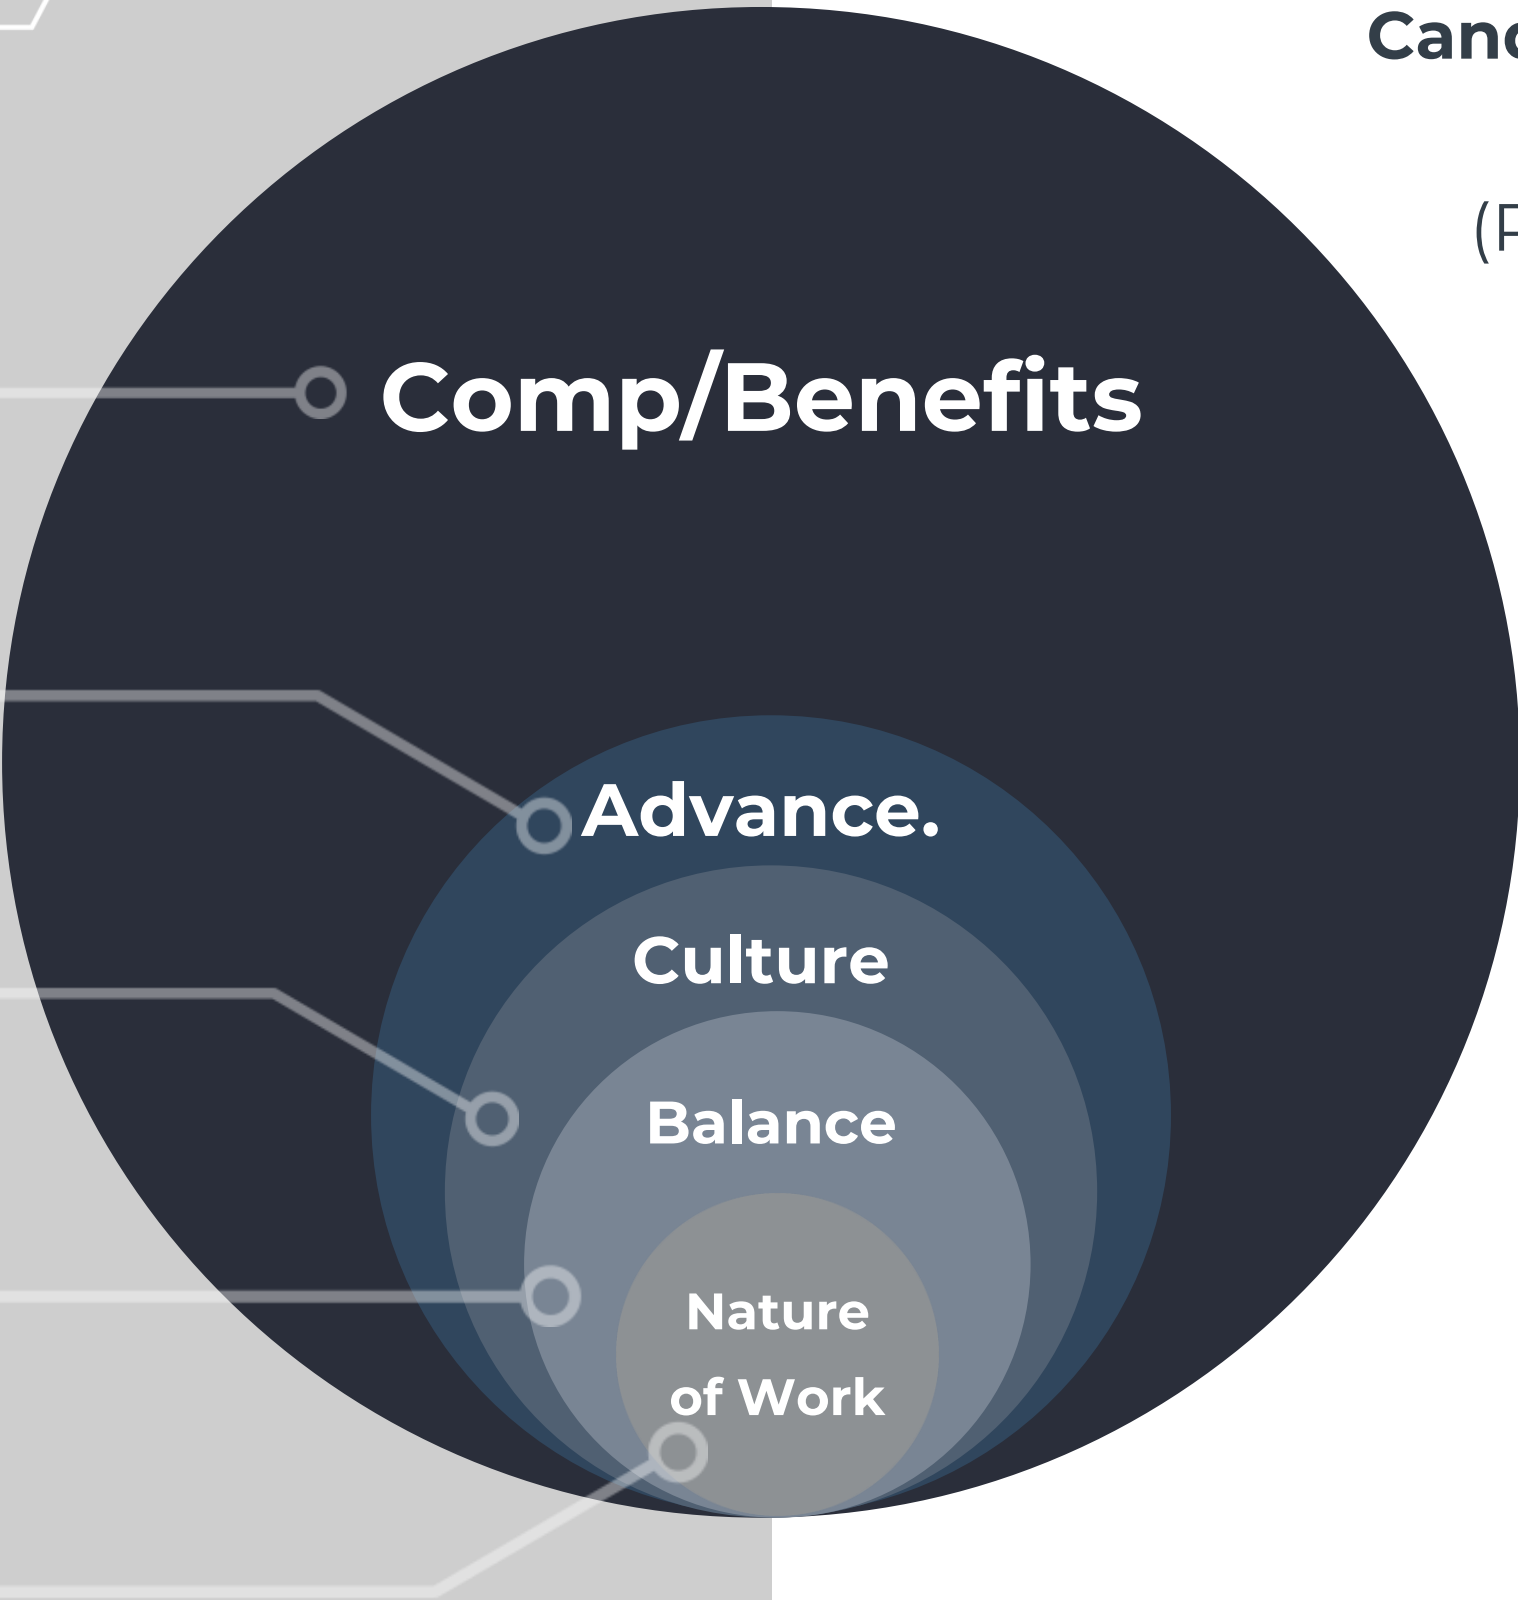 Comp/Benefits
Advance.
Culture
Balance
Nature
of Work